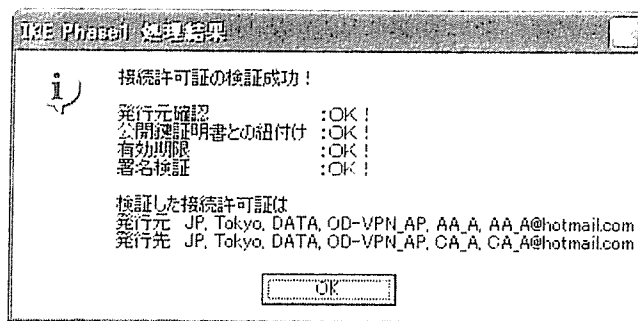 IKE Phase1 処理結果
接続許可証の検証成功!
発行元確認 :OK!
公開鍵証明書との紐付け :OK!
有効期限 :OK!
署名検証 :OK!
検証した接続許可証は
発行元 JP, Tokyo, DATA, OD-VPN_AP, AA_A, AA_A@hotmail.com
発行先 JP, Tokyo, DATA, OD-VPN_AP, CA_A, CA_A@hotmail.com
OK